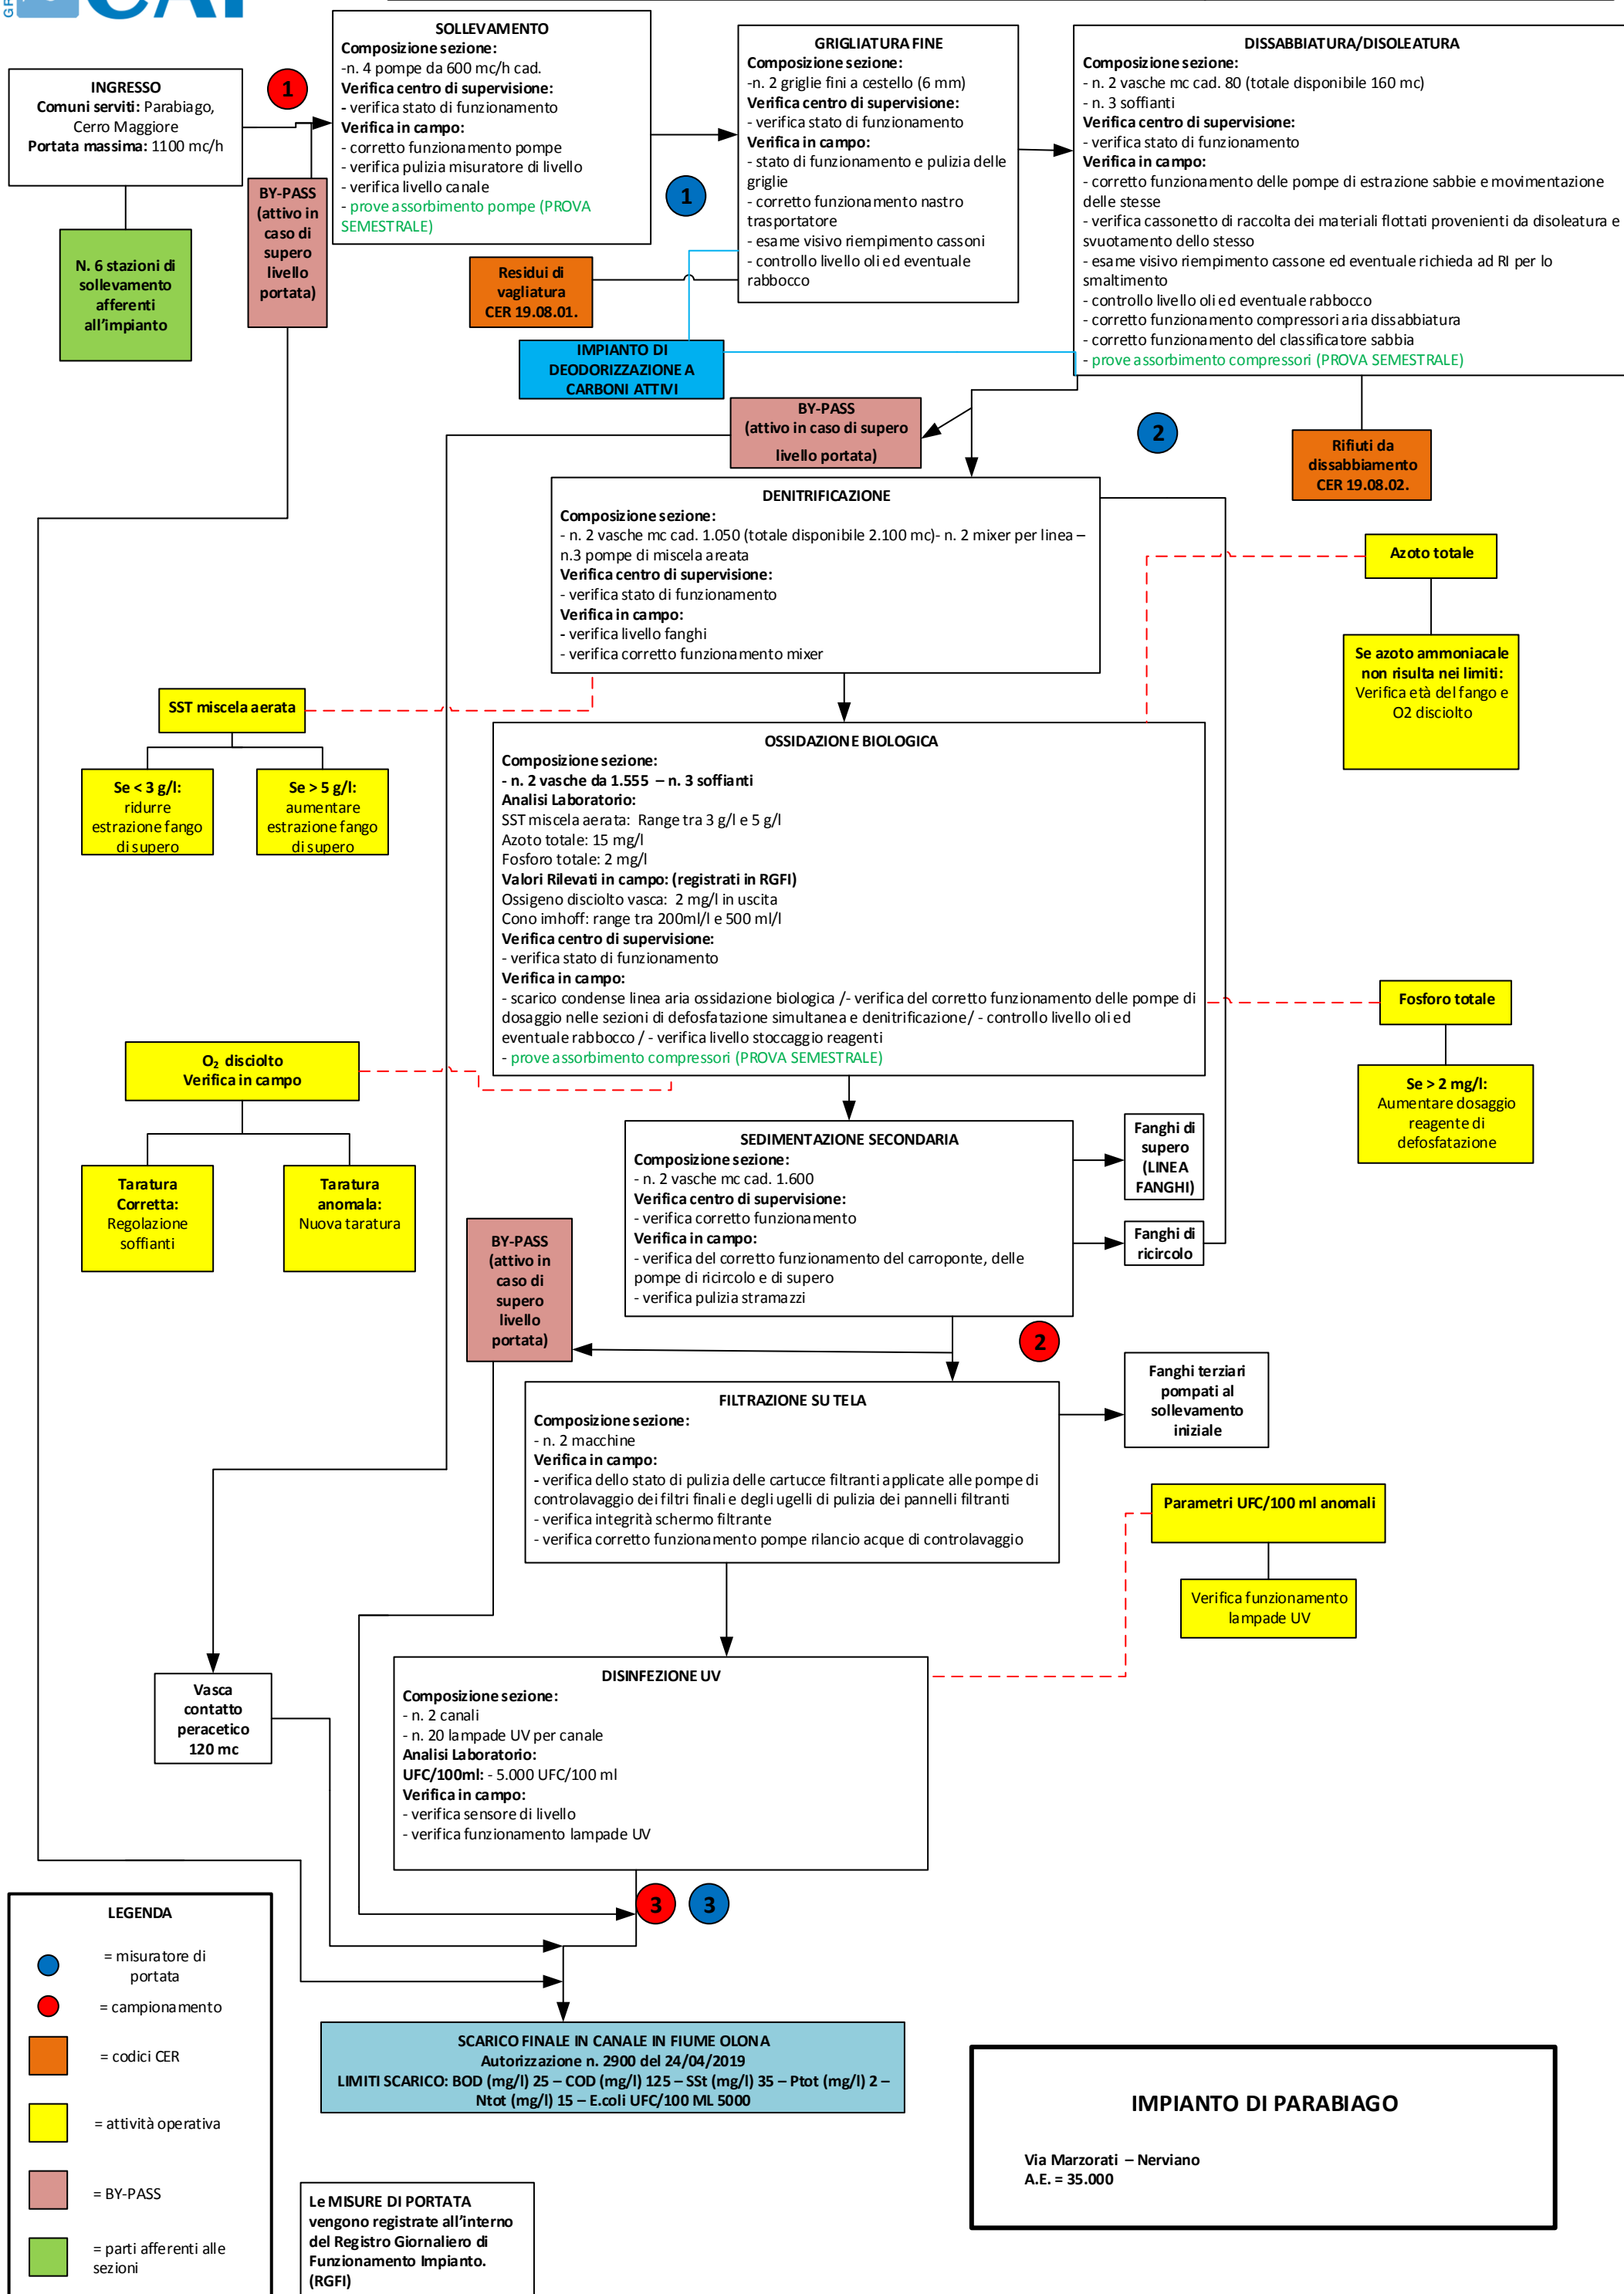 CAP
INGRESSO
Comuni serviti: Parabiago,
Cerro Maggiore
Portata massima: 1100 mc/h
1
SOLLEVAMENTO
Composizione sezione:
-n. 4 pompe da 600 mc/h cad.
Verifica centro di supervisione:
- verifica stato di funzionamento
Verifica in campo:
- corretto funzionamento pompe
- verifica pulizia misuratore di livello
- verifica livello canale
- prove assorbimento pompe (PROVA
SEMESTRALE)
GRIGLIATURA FINE
Composizione sezione:
-n. 2 griglie fini a cestello (6 mm)
Verifica centro di supervisione:
- verifica stato di funzionamento
Verifica in campo:
- stato di funzionamento e pulizia delle
griglie
- corretto funzionamento nastro
trasportatore
- esame visivo riempimento cassoni
- controllo livello oli ed eventuale
rabbocco
DISSABBIATURA/DISOLEATURA
Composizione sezione:
- n. 2 vasche mc cad. 80 (totale disponibile 160 mc)
- n. 3 soffianti
Verifica centro di supervisione:
- verifica stato di funzionamento
Verifica in campo:
- corretto funzionamento delle pompe di estrazione sabbie e movimentazione
delle stesse
- verifica cassonetto di raccolta dei materiali flottati provenienti da disoleatura e
svuotamento dello stesso
- esame visivo riempimento cassone ed eventuale richieda ad RI per lo
smaltimento
- controllo livello oli ed eventuale rabbocco
- corretto funzionamento compressori aria dissabbiatura
- corretto funzionamento del classificatore sabbia
- prove assorbimento compressori (PROVA SEMESTRALE)
BY-PASS
(attivo in
caso di
supero
livello
portata)
1
N. 6 stazioni di
sollevamento
afferenti
all'impianto
Residui di
vagliatura
CER 19.08.01.
IMPIANTO DI
DEODORIZZAZIONE A
CARBONI ATTIVI
BY-PASS
(attivo in caso di supero
livello portata)
2
Rifiuti da
dissabbiamento
CER 19.08.02.
DENITRIFICAZIONE
Composizione sezione:
- n. 2 vasche mc cad. 1.050 (totale disponibile 2.100 mc)- n. 2 mixer per linea –
n.3 pompe di miscela areata
Verifica centro di supervisione:
- verifica stato di funzionamento
Verifica in campo:
- verifica livello fanghi
- verifica corretto funzionamento mixer
Azoto totale
Se azoto ammoniacale
non risulta nei limiti:
Verifica età del fango e
O2 disciolto
SST miscela aerata
Se < 3 g/l:
ridurre
estrazione fango
di supero
Se > 5 g/l:
aumentare
estrazione fango
di supero
OSSIDAZIONE BIOLOGICA
Composizione sezione:
- n. 2 vasche da 1.555 – n. 3 soffianti
Analisi Laboratorio:
SST miscela aerata: Range tra 3 g/l e 5 g/l
Azoto totale: 15 mg/l
Fosforo totale: 2 mg/l
Valori Rilevati in campo: (registrati in RGFI)
Ossigeno disciolto vasca: 2 mg/l in uscita
Cono imhoff: range tra 200ml/l e 500 ml/l
Verifica centro di supervisione:
- verifica stato di funzionamento
Verifica in campo:
- scarico condense linea aria ossidazione biologica /- verifica del corretto funzionamento delle pompe di
dosaggio nelle sezioni di defosfatazione simultanea e denitrificazione/ - controllo livello oli ed
eventuale rabbocco / - verifica livello stoccaggio reagenti
- prove assorbimento compressori (PROVA SEMESTRALE)
Fosforo totale
Se > 2 mg/l:
Aumentare dosaggio
reagente di
defosfatazione
O₂ disciolto
Verifica in campo
Taratura
Corretta:
Regolazione
soffianti
Taratura
anomala:
Nuova taratura
SEDIMENTAZIONE SECONDARIA
Composizione sezione:
- n. 2 vasche mc cad. 1.600
Verifica centro di supervisione:
- verifica corretto funzionamento
Verifica in campo:
- verifica del corretto funzionamento del carroponte, delle
pompe di ricircolo e di supero
- verifica pulizia stramazzi
Fanghi di
supero
(LINEA
FANGHI)
Fanghi di
ricircolo
BY-PASS
(attivo in
caso di
supero
livello
portata)
2
FILTRAZIONE SU TELA
Composizione sezione:
- n. 2 macchine
Verifica in campo:
- verifica dello stato di pulizia delle cartucce filtranti applicate alle pompe di
controlavaggio dei filtri finali e degli ugelli di pulizia dei pannelli filtranti
- verifica integrità schermo filtrante
- verifica corretto funzionamento pompe rilancio acque di controlavaggio
Fanghi terziari
pompati al
sollevamento
iniziale
Parametri UFC/100 ml anomali
Verifica funzionamento
lampade UV
Vasca
contatto
peracetico
120 mc
DISINFEZIONE UV
Composizione sezione:
- n. 2 canali
- n. 20 lampade UV per canale
Analisi Laboratorio:
UFC/100ml: - 5.000 UFC/100 ml
Verifica in campo:
- verifica sensore di livello
- verifica funzionamento lampade UV
3
3
LEGENDA
= misuratore di
portata
= campionamento
= codici CER
= attività operativa
= BY-PASS
= parti afferenti alle
sezioni
SCARICO FINALE IN CANALE IN FIUME OLONA
Autorizzazione n. 2900 del 24/04/2019
LIMITI SCARICO: BOD (mg/l) 25 – COD (mg/l) 125 – SSt (mg/l) 35 – Ptot (mg/l) 2 –
Ntot (mg/l) 15 – E.coli UFC/100 ML 5000
Le MISURE DI PORTATA
vengono registrate all'interno
del Registro Giornaliero di
Funzionamento Impianto.
(RGFI)
IMPIANTO DI PARABIAGO
Via Marzorati – Nerviano
A.E. = 35.000